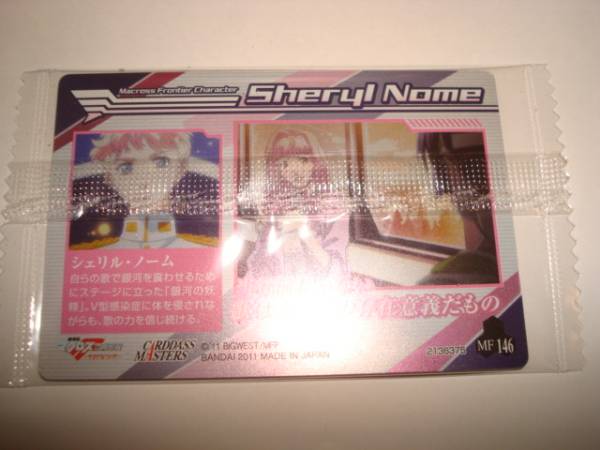 Macross Frontier Character
Sheryl Nome
シェリル・ノーム
自らの歌で銀河を震わせるために
ステージに立った「銀河の妖
精」。V型感染症に体を侵されな
がらも、歌の力を信じ続ける。
義だもの
CARDDASS
MASTERS
©'11 BIGWEST/MFP
BANDAI 2011 MADE IN JAPAN
2136375
MF 146